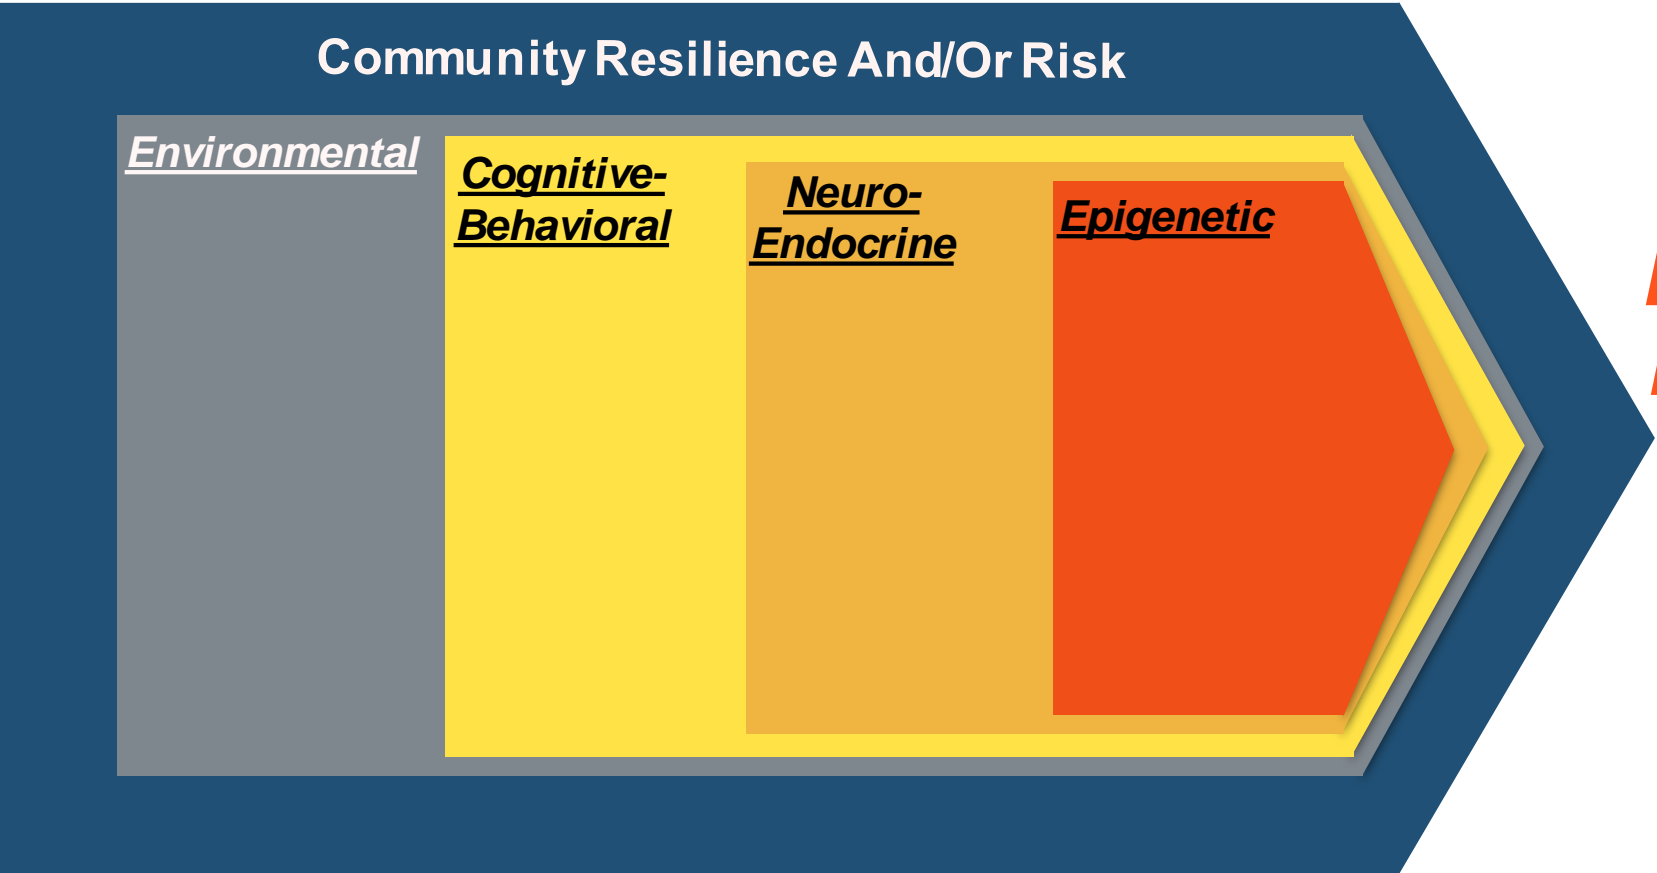 Community Resilience And/Or Risk
Environmental
Cognitive-
Behavioral
Neuro-
Endocrine
Epigenetic